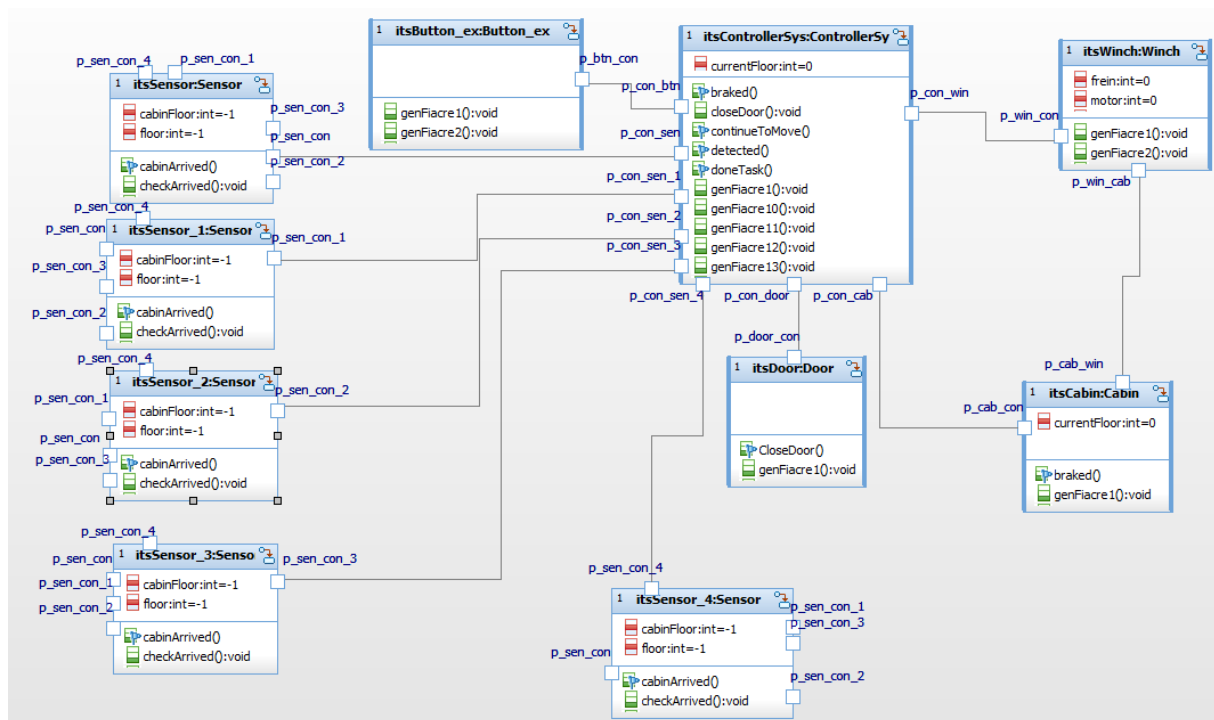 p_sen_con_4
p_sen_con_1
1 itsSensor:Sensor
cabinFloor:int=-1
floor:int=-1
cabinArrived()
checkArrived():void
p_sen_con_3
p_sen_con
p_sen_con_2
1 itsButton_ex:Button_ex
genFiacre1():void
genFiacre2():void
p_btn_con
1 itsControllerSys:ControllerSy
currentFloor:int=0
braked()
closeDoor():void
continueToMove()
detected()
doneTask()
genFiacre1():void
genFiacre10():void
genFiacre11():void
genFiacre12():void
genFiacre13():void
p_con_btn
p_con_sen
p_con_sen_1
p_con_sen_2
p_con_sen_3
p_con_sen_4
p_con_door
p_con_cab
p_con_win
1 itsWinch:Winch
frein:int=0
motor:int=0
genFiacre1():void
genFiacre2():void
p_win_con
p_win_cab
p_sen_con_4
p_sen_con
1 itsSensor_1:Sensor
p_sen_con_1
cabinFloor:int=-1
floor:int=-1
p_sen_con_3
p_sen_con_2
cabinArrived()
checkArrived():void
p_sen_con_4
1 itsSensor_2:Sensor
p_sen_con_2
p_sen_con_1
cabinFloor:int=-1
floor:int=-1
p_sen_con
p_sen_con_3
cabinArrived()
checkArrived():void
p_door_con
1 itsDoor:Door
CloseDoor()
genFiacre1():void
p_cab_win
1 itsCabin:Cabin
p_cab_con
currentFloor:int=0
braked()
genFiacre1():void
p_sen_con_4
p_sen_con
1 itsSensor_3:Senso
p_sen_con_3
p_sen_con_1
cabinFloor:int=-1
p_sen_con_2
floor:int=-1
cabinArrived()
checkArrived():void
p_sen_con_4
1 itsSensor_4:Sensor
p_sen_con_1
p_sen_con_3
cabinFloor:int=-1
floor:int=-1
p_sen_con
p_sen_con_2
cabinArrived()
checkArrived():void